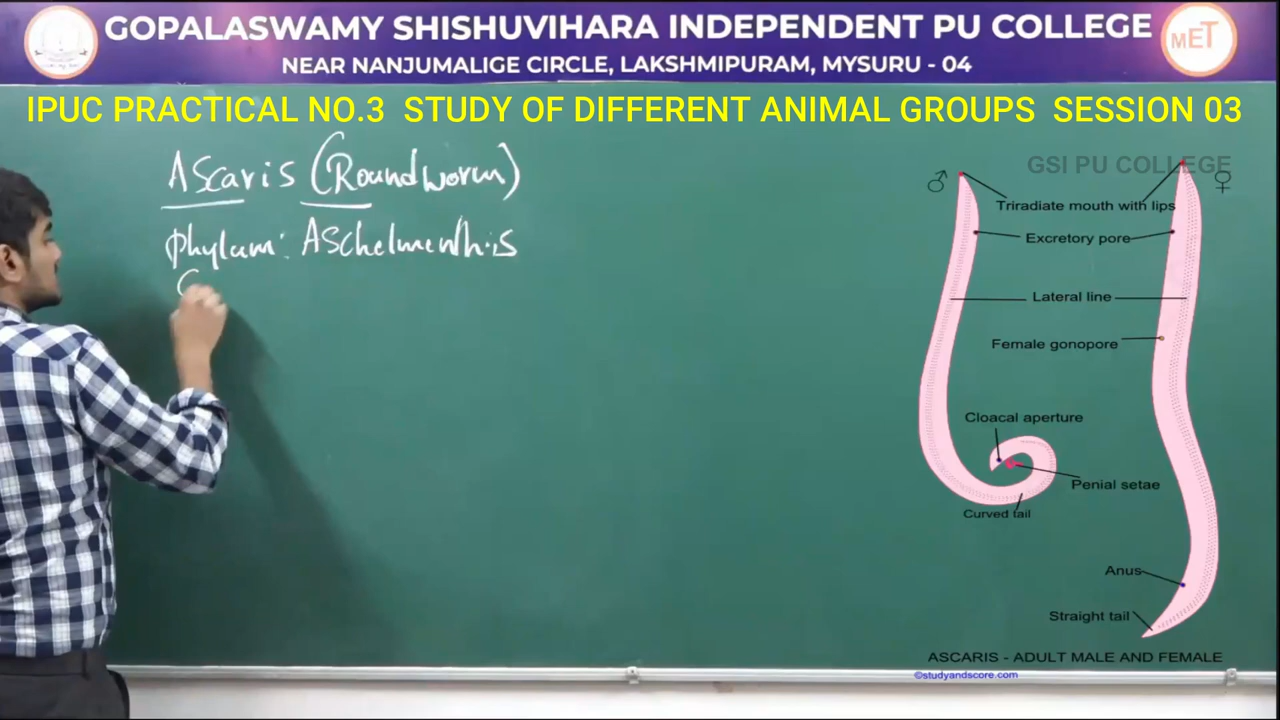 GOPALASWAMY SHISHUVIHARA INDEPENDENT PU COLLEGE
MET
NEAR NANJUMALIGE CIRCLE, LAKSHMIPURAM, MYSURU - 04
IPUC PRACTICAL NO.3 STUDY OF DIFFERENT ANIMAL GROUPS SESSION 03
Ascaris (Roundworm)
Phylum: Aschelmenthis
C
GSI PU COLLEGE
♂ ♀
Triradiate mouth with lips
Excretory pore
Lateral line
Female gonopore
Cloacal aperture
Penial setae
Curved tail
Anus
Straight tail
ASCARIS - ADULT MALE AND FEMALE
©studyandscore.com